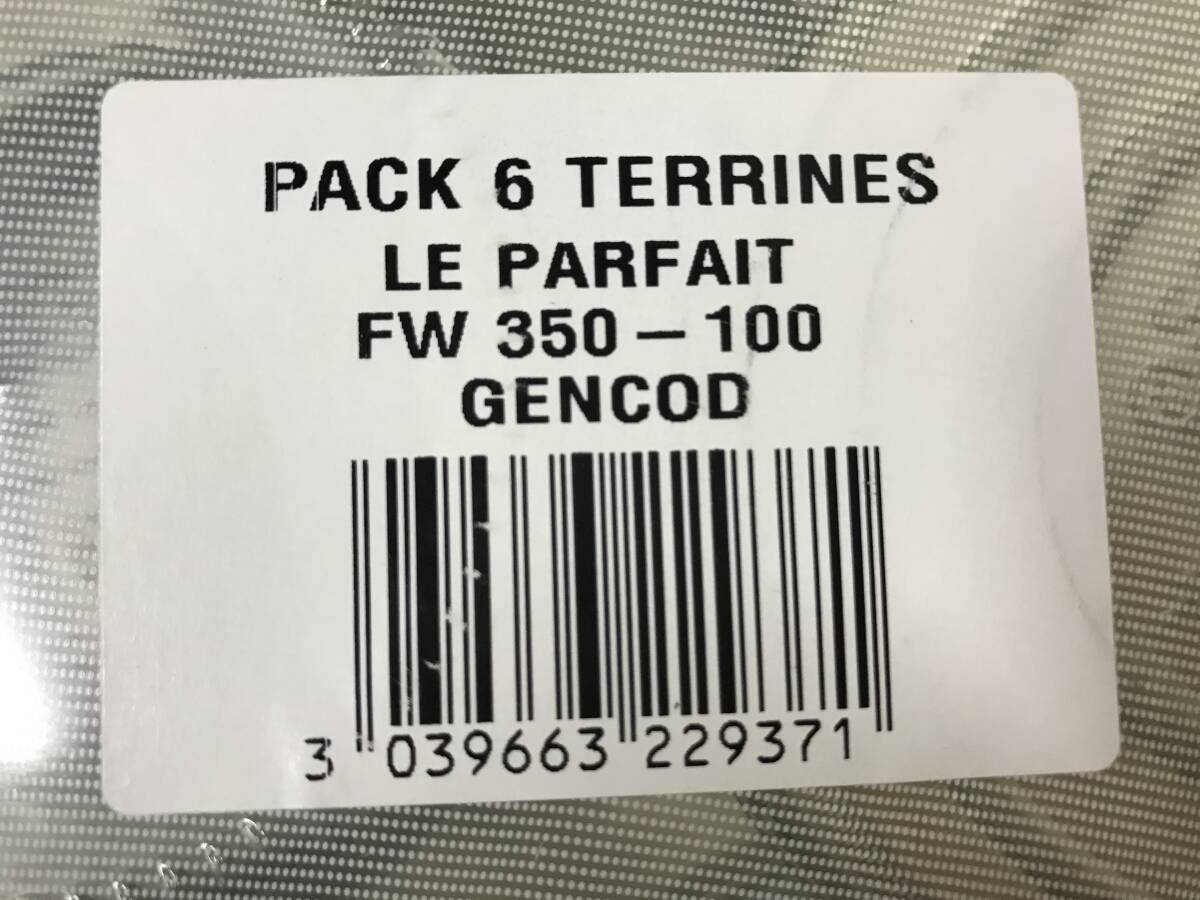 PACK 6 TERRINES
LE PARFAIT
FW 350 – 100
GENCOD
3 039663 229371